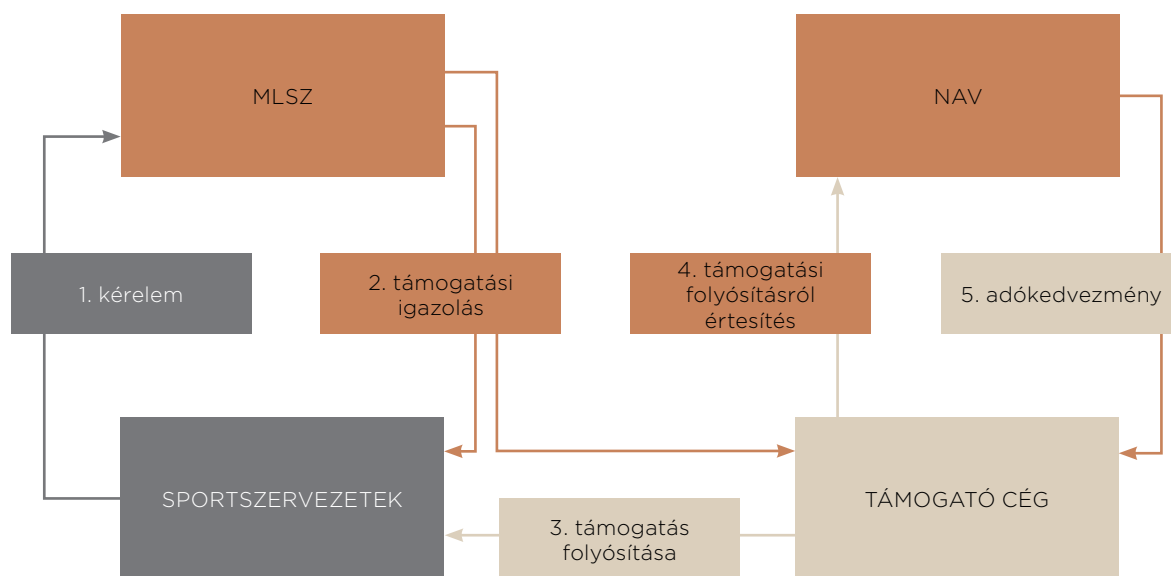 MLSZ
NAV
1. kérelem
2. támogatási
igazolás
4. támogatási
folyósításról
értesítés
5. adókedvezmény
SPORTSZERVEZETEK
3. támogatás
folyósítása
TÁMOGATÓ CÉG